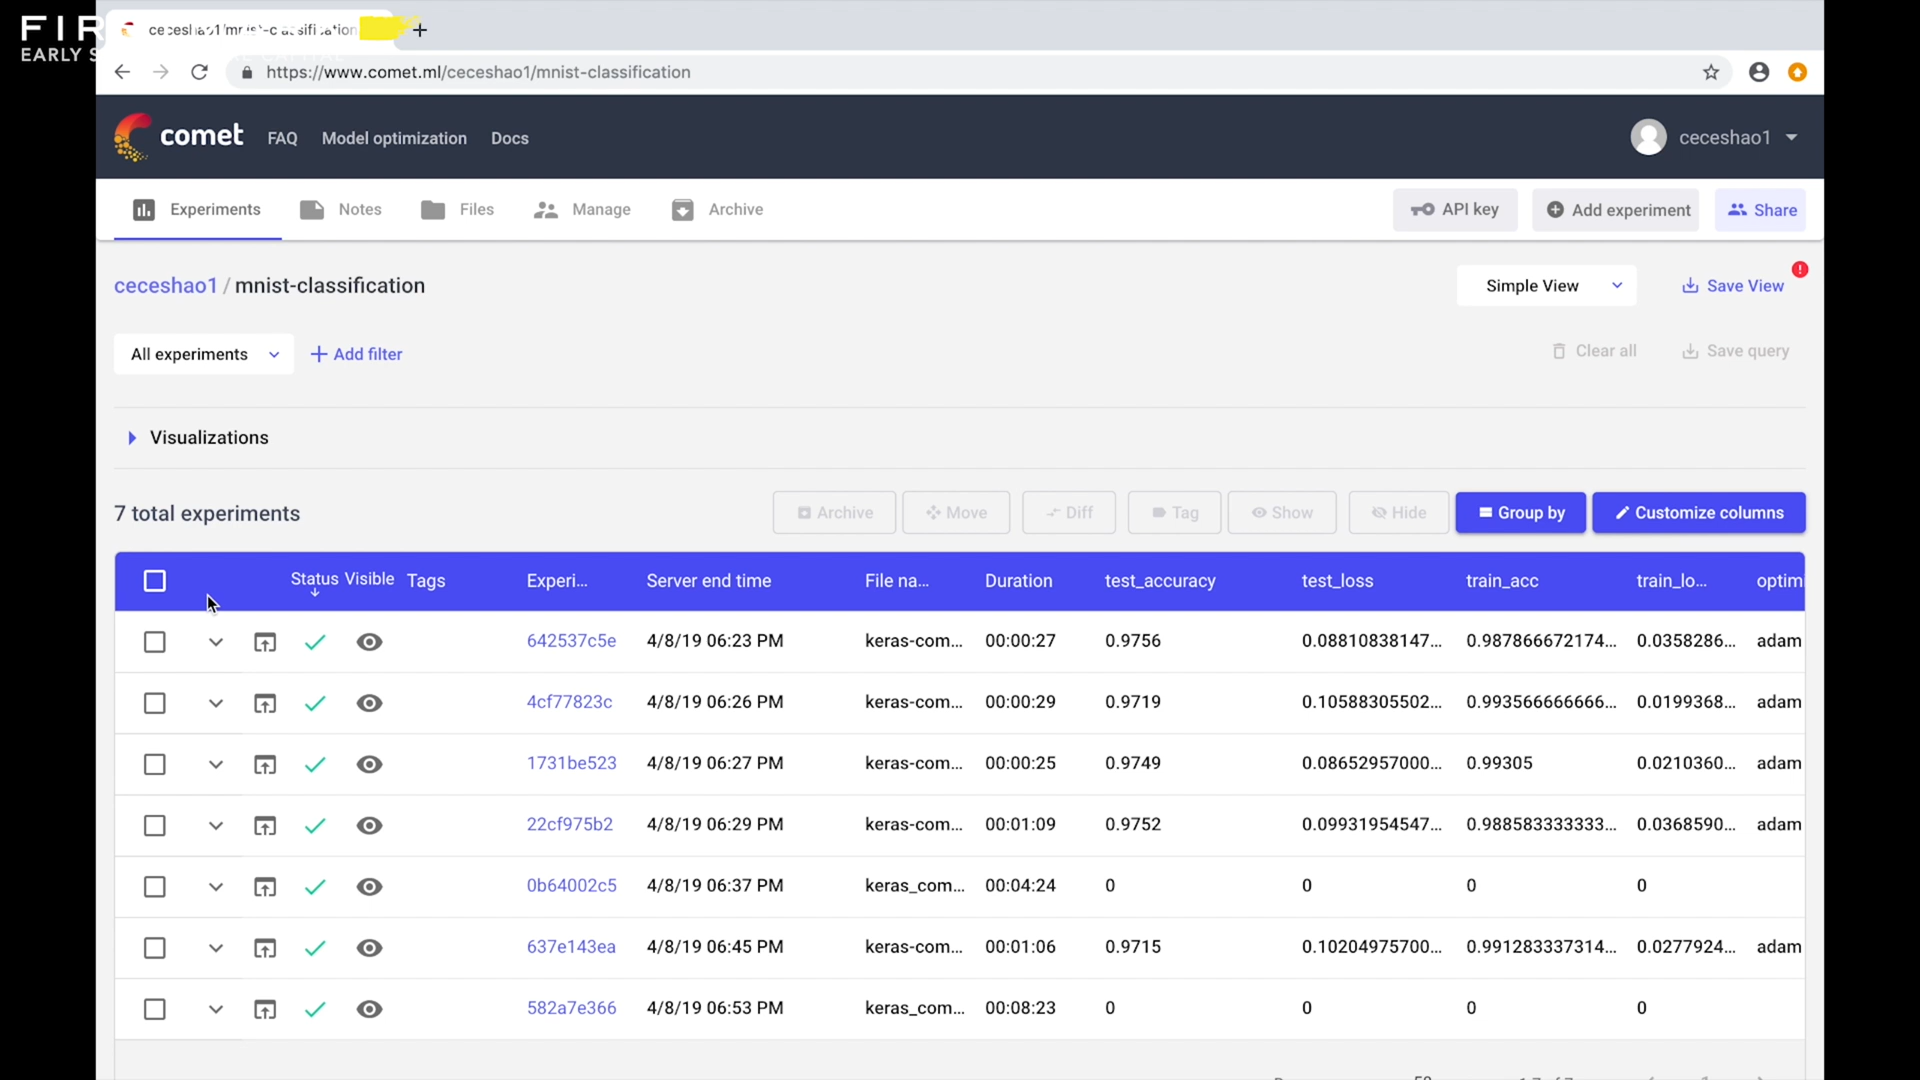 FIR
EARLY S
https://www.comet.ml/ceceshao1/mnist-classification
comet FAQ Model optimization Docs ceceshao1
Experiments Notes Files Manage Archive API key Add experiment Share
ceceshao1 / mnist-classification Simple View Save View
All experiments Add filter Clear all Save query
Visualizations
7 total experiments Archive Move Diff Tag Show Hide Group by Customize columns
Status Visible Tags Experi... Server end time File na... Duration test_accuracy test_loss train_acc train_lo... optim
642537c5e 4/8/19 06:23 PM keras-com... 00:00:27 0.9756 0.08810838147... 0.987866672174... 0.0358286... adam
4cf77823c 4/8/19 06:26 PM keras-com... 00:00:29 0.9719 0.10588305502... 0.993566666666... 0.0199368... adam
1731be523 4/8/19 06:27 PM keras-com... 00:00:25 0.9749 0.08652957000... 0.99305 0.0210360... adam
22cf975b2 4/8/19 06:29 PM keras-com... 00:01:09 0.9752 0.09931954547... 0.988583333333... 0.0368590... adam
0b64002c5 4/8/19 06:37 PM keras_com... 00:04:24 0 0 0 0
637e143ea 4/8/19 06:45 PM keras-com... 00:01:06 0.9715 0.10204975700... 0.991283337314... 0.0277924... adam
582a7e366 4/8/19 06:53 PM keras_com... 00:08:23 0 0 0 0